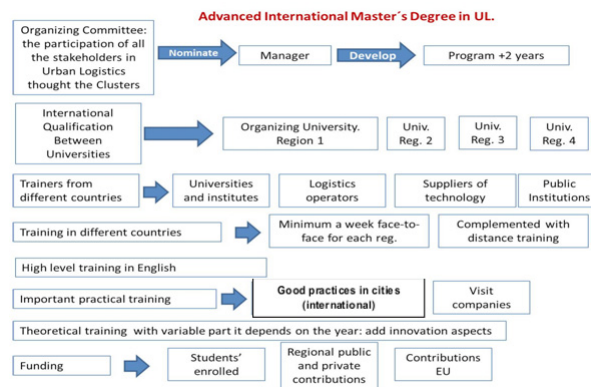 Advanced International Master´s Degree in UL.
Organizing Committee:
the participation of all
the stakeholders in
Urban Logistics
thought the Clusters
Nominate
Manager
Develop
Program +2 years
International
Qualification
Between
Universities
Organizing University.
Region 1
Univ.
Reg. 2
Univ.
Reg. 3
Univ.
Reg. 4
Trainers from
different countries
Universities
and institutes
Logistics
operators
Suppliers of
technology
Public
Institutions
Training in different countries
Minimum a week face-to-
face for each reg.
Complemented with
distance training
High level training in English
Important practical training
Good practices in cities
(international)
Visit
companies
Theoretical training with variable part it depends on the year: add innovation aspects
Funding
Students’
enrolled
Regional public
and private
contributions
Contributions
EU